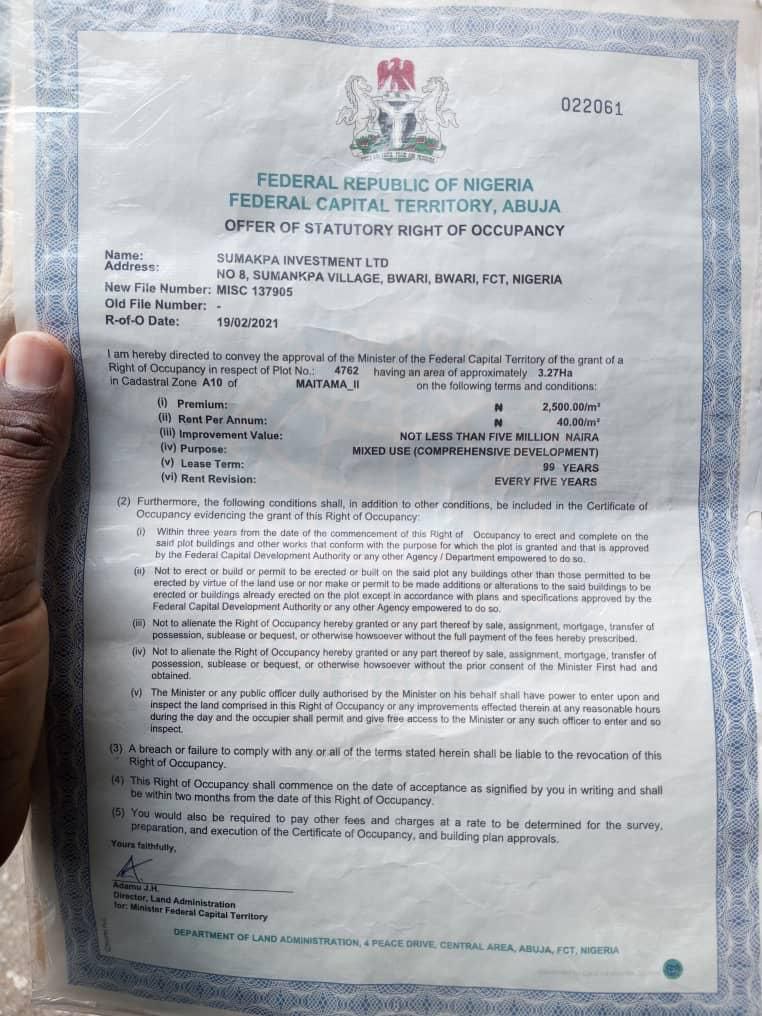 022061
FEDERAL REPUBLIC OF NIGERIA
FEDERAL CAPITAL TERRITORY, ABUJA
OFFER OF STATUTORY RIGHT OF OCCUPANCY
Name: SUMAKPA INVESTMENT LTD
Address: NO 8, SUMANKPA VILLAGE, BWARI, BWARI, FCT, NIGERIA
New File Number: MISC 137905
Old File Number: -
R-of-O Date: 19/02/2021
I am hereby directed to convey the approval of the Minister of the Federal Capital Territory of the grant of a
Right of Occupancy in respect of Plot No.: 4762 having an area of approximately 3.27Ha
in Cadastral Zone A10 of MAITAMA_II on the following terms and conditions:
(i) Premium: ₦ 2,500.00/m²
(ii) Rent Per Annum: ₦ 40.00/m²
(iii) Improvement Value: NOT LESS THAN FIVE MILLION NAIRA
(iv) Purpose: MIXED USE (COMPREHENSIVE DEVELOPMENT)
(v) Lease Term: 99 YEARS
(vi) Rent Revision: EVERY FIVE YEARS
(2) Furthermore, the following conditions shall, in addition to other conditions, be included in the Certificate of
Occupancy evidencing the grant of this Right of Occupancy:
(i) Within three years from the date of the commencement of this Right of Occupancy to erect and complete on the
said plot buildings and other works that conform with the purpose for which the plot is granted and that is approved
by the Federal Capital Development Authority or any other Agency / Department empowered to do so.
(ii) Not to erect or build or permit to be erected or built on the said plot any buildings other than those permitted to be
erected by virtue of the land use or nor make or permit to be made additions or alterations to the said buildings to be
erected or buildings already erected on the plot except in accordance with plans and specifications approved by the
Federal Capital Development Authority or any other Agency empowered to do so.
(iii) Not to alienate the Right of Occupancy hereby granted or any part thereof by sale, assignment, mortgage, transfer of
possession, sublease or bequest, or otherwise howsoever without the full payment of the fees hereby prescribed.
(iv) Not to alienate the Right of Occupancy hereby granted or any part thereof by sale, assignment, mortgage, transfer of
possession, sublease or bequest, or otherwise howsoever without the prior consent of the Minister First had and
obtained.
(v) The Minister or any public officer dully authorised by the Minister on his behalf shall have power to enter upon and
inspect the land comprised in this Right of Occupancy or any improvements effected therein at any reasonable hours
during the day and the occupier shall permit and give free access to the Minister or any such officer to enter and so
inspect.
(3) A breach or failure to comply with any or all of the terms stated herein shall be liable to the revocation of this
Right of Occupancy.
(4) This Right of Occupancy shall commence on the date of acceptance as signified by you in writing and shall
be within two months from the date of this Right of Occupancy.
(5) You would also be required to pay other fees and charges at a rate to be determined for the survey,
preparation, and execution of the Certificate of Occupancy, and building plan approvals.
Yours faithfully,
Adamu J.H.
Director, Land Administration
for: Minister Federal Capital Territory
DEPARTMENT OF LAND ADMINISTRATION, 4 PEACE DRIVE, CENTRAL AREA, ABUJA, FCT, NIGERIA